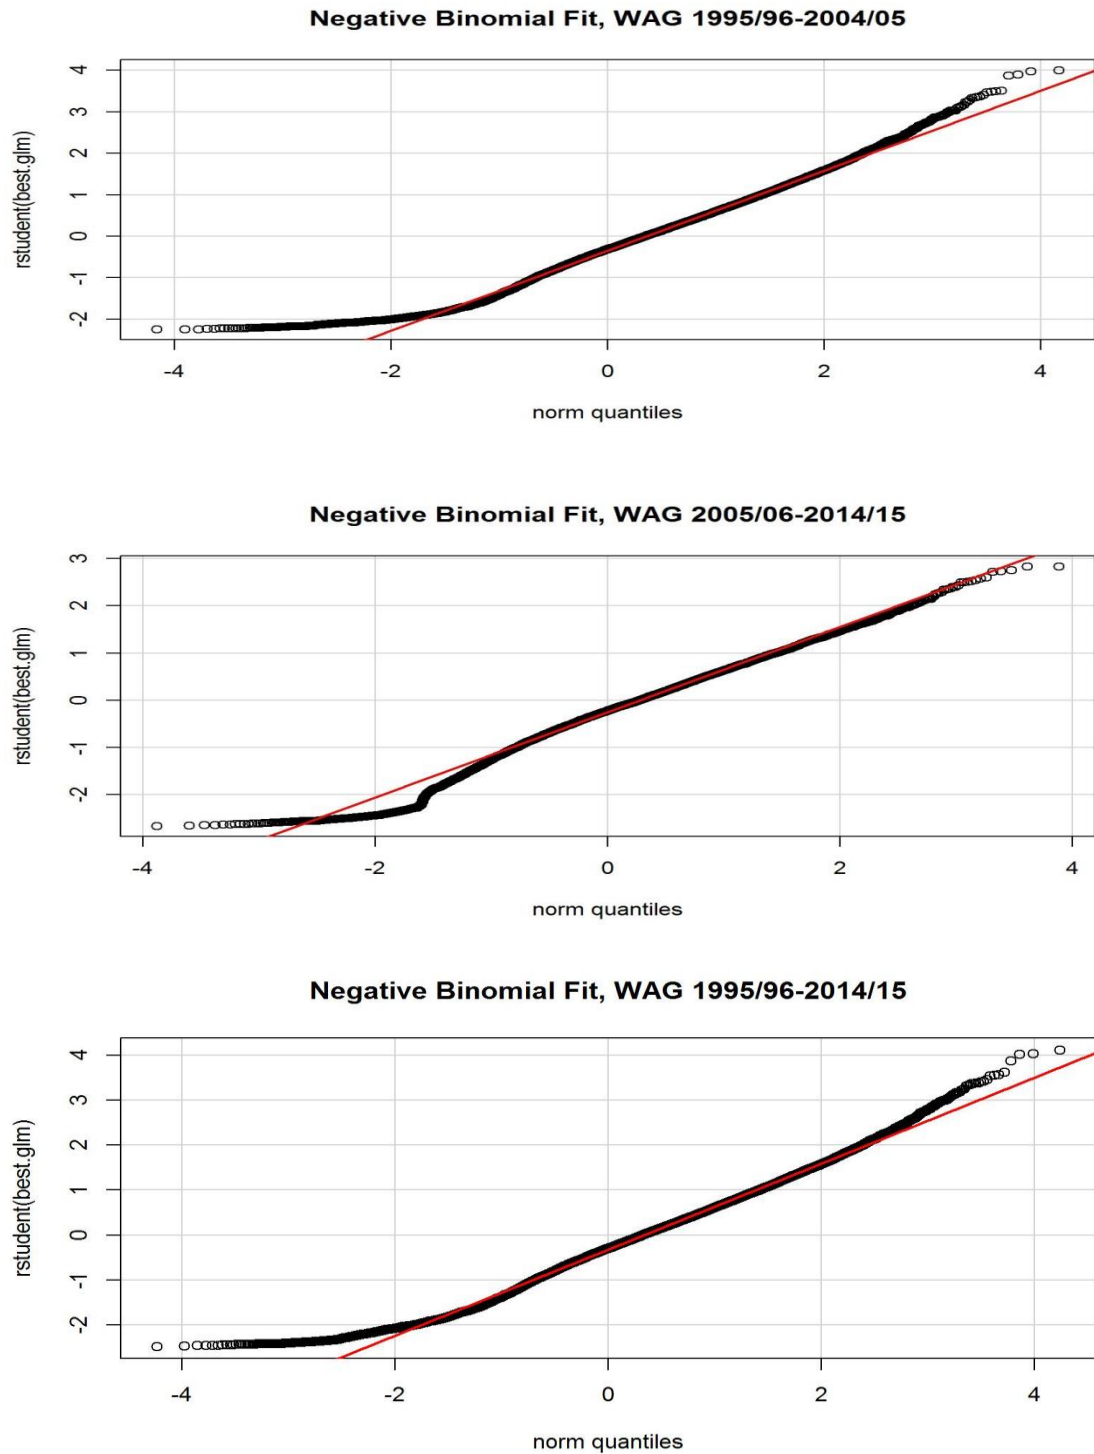 Negative Binomial Fit, WAG 1995/96-2004/05
rstudent(best.glm)
4
3
2
1
0
-1
-2
-4 -2 0 2 4
norm quantiles
Negative Binomial Fit, WAG 2005/06-2014/15
rstudent(best.glm)
3
2
1
0
-1
-2
-4 -2 0 2 4
norm quantiles
Negative Binomial Fit, WAG 1995/96-2014/15
rstudent(best.glm)
4
3
2
1
0
-1
-2
-4 -2 0 2 4
norm quantiles